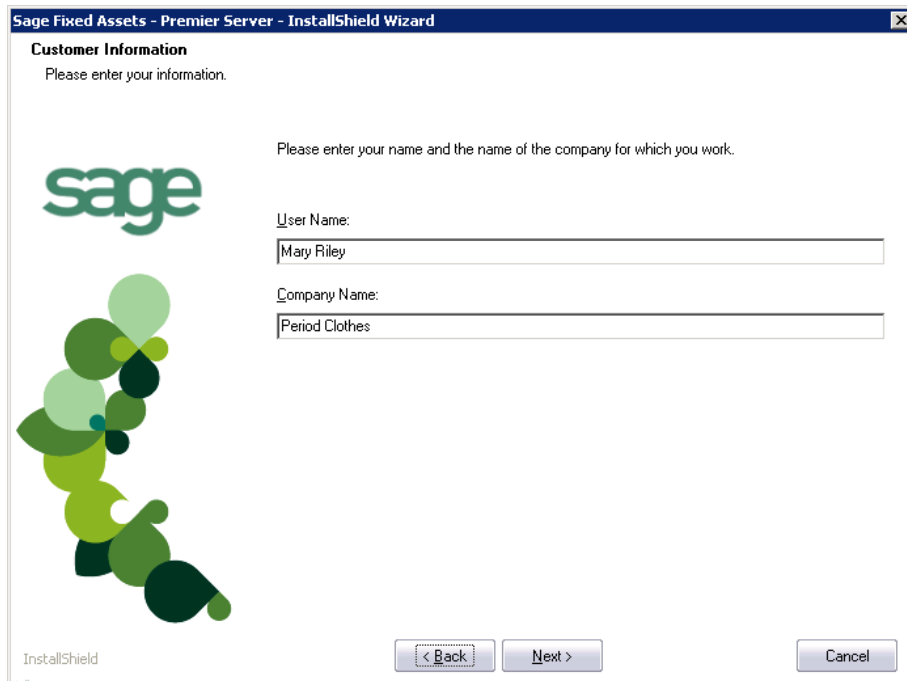 Sage Fixed Assets - Premier Server - InstallShield Wizard
Customer Information
Please enter your information.
Please enter your name and the name of the company for which you work.
sage
User Name:
Mary Riley
Company Name:
Period Clothes
InstallShield
< Back
Next >
Cancel